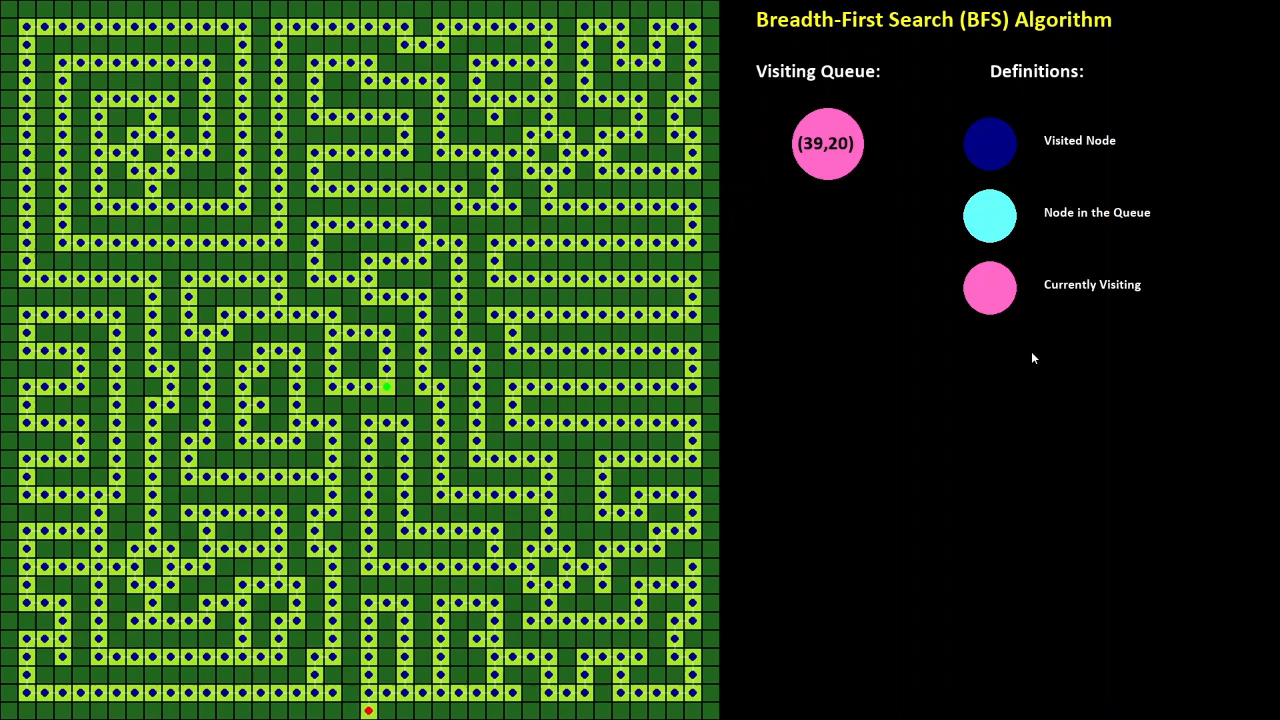 Breadth-First Search (BFS) Algorithm
Visiting Queue:
Definitions:
(39,20)
Visited Node
Node in the Queue
Currently Visiting